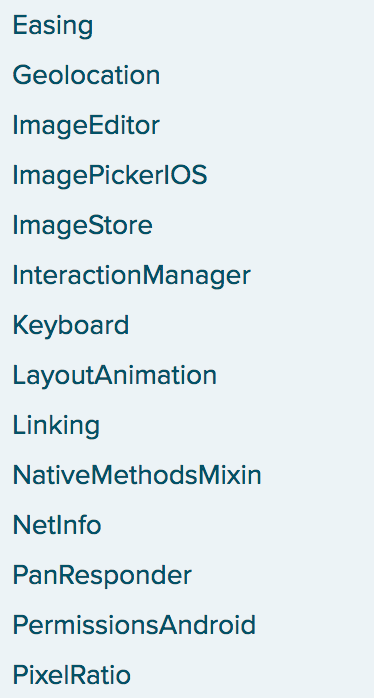 Easing
Geolocation
ImageEditor
ImagePickerIOS
ImageStore
InteractionManager
Keyboard
LayoutAnimation
Linking
NativeMethodsMixin
NetInfo
PanResponder
PermissionsAndroid
PixelRatio